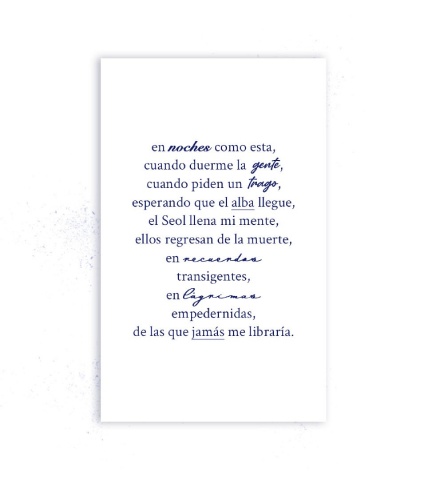 en noches como esta,
cuando duerme la gente,
cuando piden un trago,
esperando que el alba llegue,
el Seol llena mi mente,
ellos regresan de la muerte,
en recuerdos
transigentes,
en lágrimas
empedernidas,
de las que jamás me libraría.